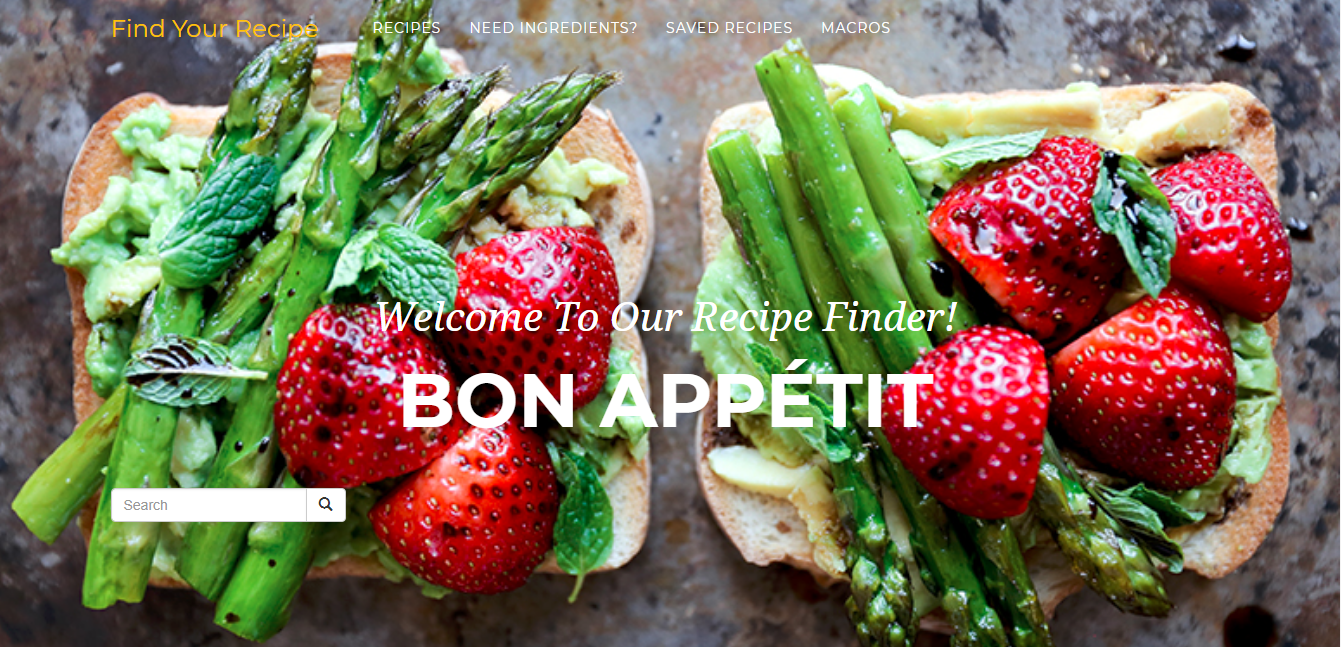 Find Your Recipe
RECIPES NEED INGREDIENTS? SAVED RECIPES MACROS
Welcome To Our Recipe Finder!
BON APPÉTIT
Search